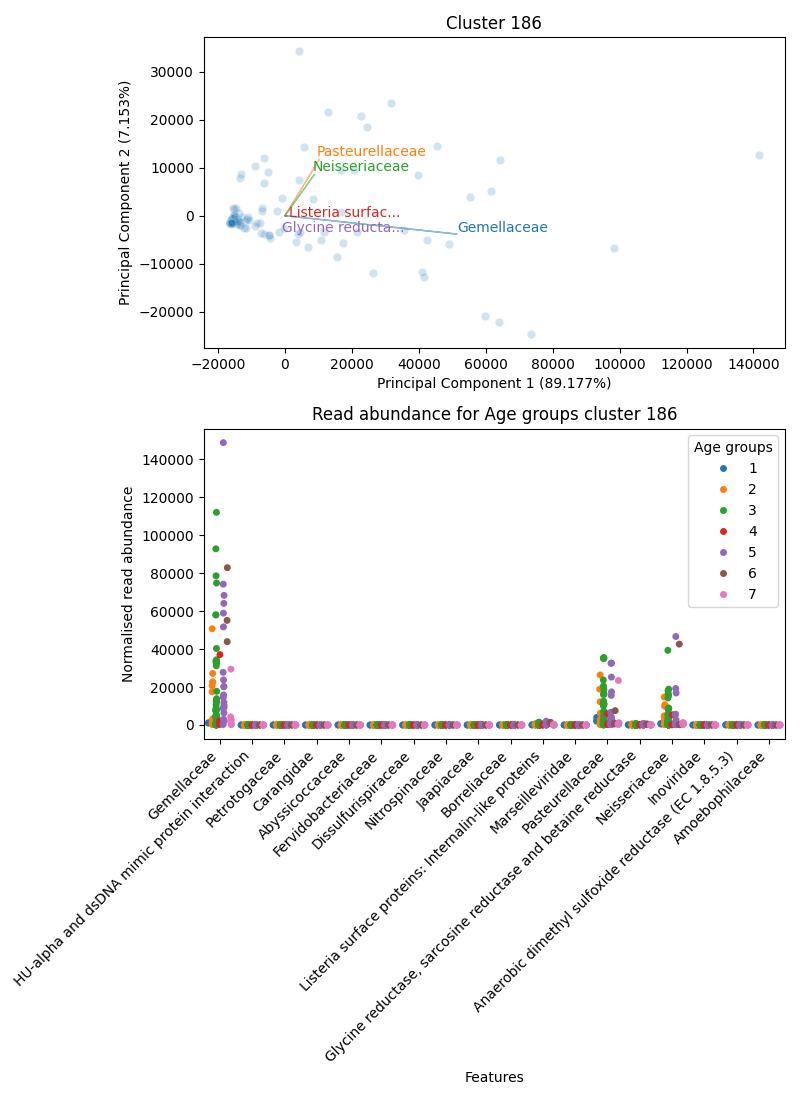 Cluster 186
30000
20000
10000
0
−10000
−20000
Principal Component 2 (7.153%)
Pasteurellaceae
Neisseriaceae
Listeria surfac...
Glycine reducta...
Gemellaceae
−20000 0 20000 40000 60000 80000 100000 120000 140000
Principal Component 1 (89.177%)
Read abundance for Age groups cluster 186
140000
120000
100000
80000
60000
40000
20000
0
Normalised read abundance
Age groups
1
2
3
4
5
6
7
Gemellaceae
HU-alpha and dsDNA mimic protein interaction
Petrotogaceae
Carangidae
Abyssicoccaceae
Fervidobacteriaceae
Dissulfurispiraceae
Nitrospinaceae
Jaapiaceae
Borreliaceae
Listeria surface proteins: Internalin-like proteins
Marseilleviridae
Pasteurellaceae
Glycine reductase, sarcosine reductase and betaine reductase
Neisseriaceae
Inoviridae
Anaerobic dimethyl sulfoxide reductase (EC 1.8.5.3)
Amoebophilaceae
Features